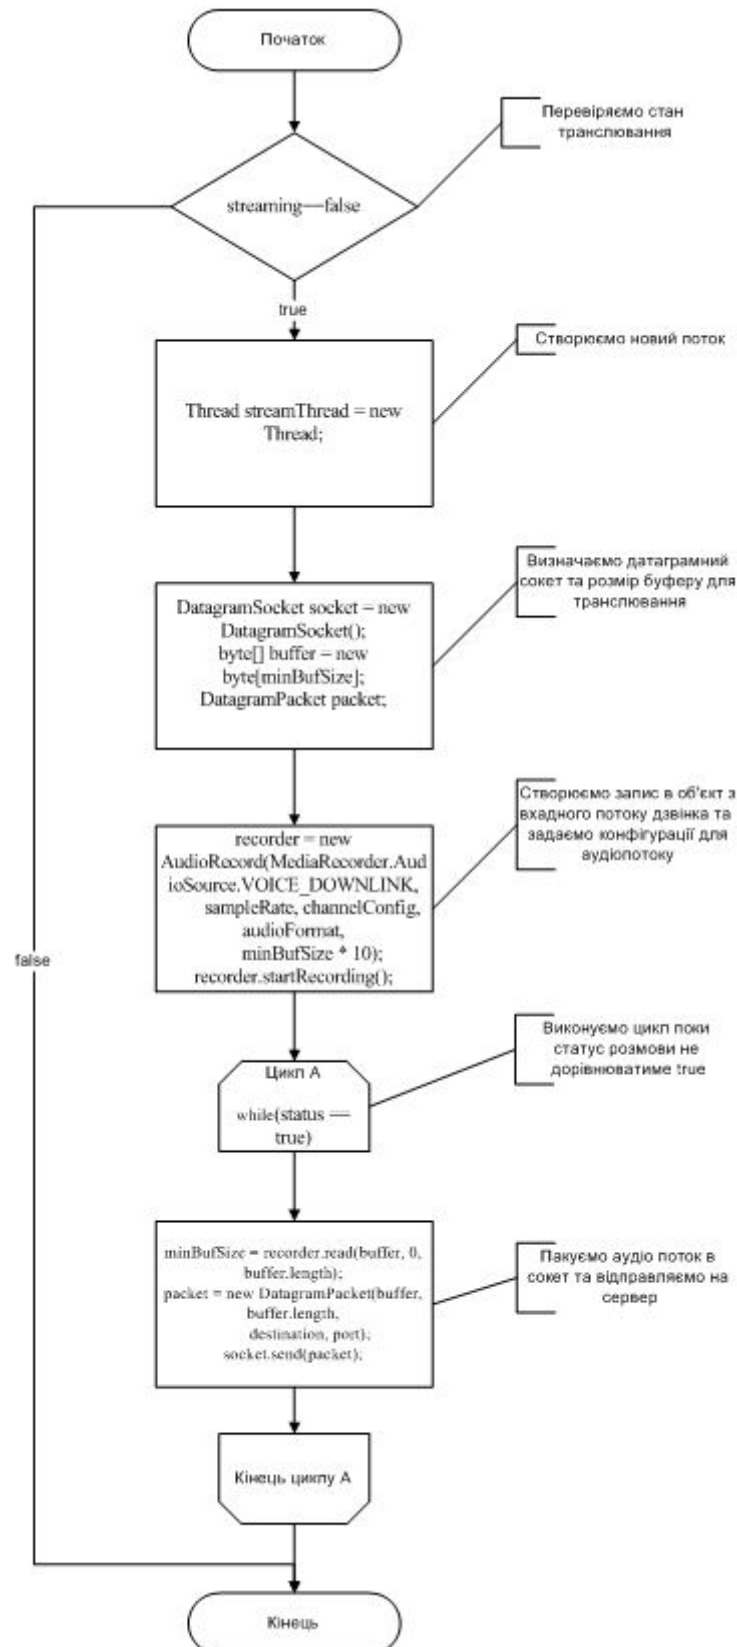 Початок
Перевіряємо стан
транслювання
streaming==false
true
Створюємо новий поток
Thread streamThread = new
Thread;
Визначаємо датаграмний
сокет та розмір буферу для
транслювання
DatagramSocket socket = new
DatagramSocket();
byte[] buffer = new
byte[minBufSize];
DatagramPacket packet;
Створюємо запис в об'єкт з
вхадного потоку дзвінка та
задаємо конфігурації для
аудіопотоку
recorder = new
AudioRecord(MediaRecorder.Aud
ioSource.VOICE_DOWNLINK,
sampleRate, channelConfig,
audioFormat,
minBufSize * 10);
recorder.startRecording();
false
Виконуємо цикл поки
статус розмови не
дорівнюватиме true
Цикл А
while(status ==
true)
minBufSize = recorder.read(buffer, 0,
buffer.length);
packet = new DatagramPacket(buffer,
buffer.length,
destination, port);
socket.send(packet);
Пакуємо аудіо поток в
сокет та відправляємо на
сервер
Кінець циклу А
Кінець